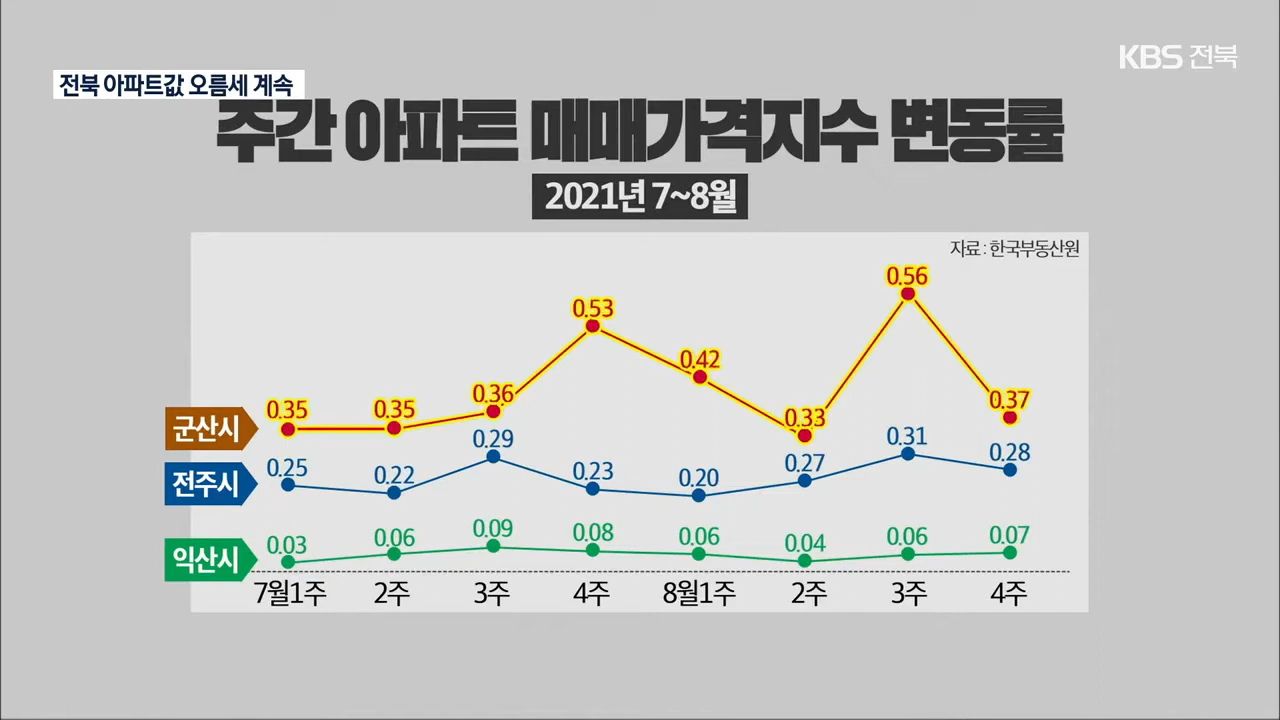 KBS 전북
전북 아파트값 오름세 계속
주간 아파트 매매가격지수 변동률
2021년 7~8월
자료 : 한국부동산원
군산시 0.35 0.35 0.36 0.53 0.42 0.33 0.56 0.37
전주시 0.25 0.22 0.29 0.23 0.20 0.27 0.31 0.28
익산시 0.03 0.06 0.09 0.08 0.06 0.04 0.06 0.07
7월1주 2주 3주 4주 8월1주 2주 3주 4주